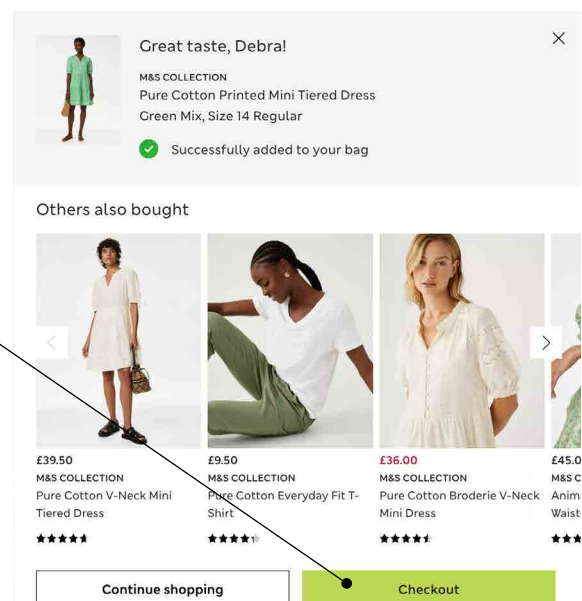 Great taste, Debra!
M&S COLLECTION
Pure Cotton Printed Mini Tiered Dress
Green Mix, Size 14 Regular
Successfully added to your bag
Others also bought
£39.50
M&S COLLECTION
Pure Cotton V-Neck Mini
Tiered Dress
£9.50
M&S COLLECTION
Pure Cotton Everyday Fit T-
Shirt
£36.00
M&S COLLECTION
Pure Cotton Broderie V-Neck
Mini Dress
£45.0
M&S C
Anim
Waist
Continue shopping
Checkout